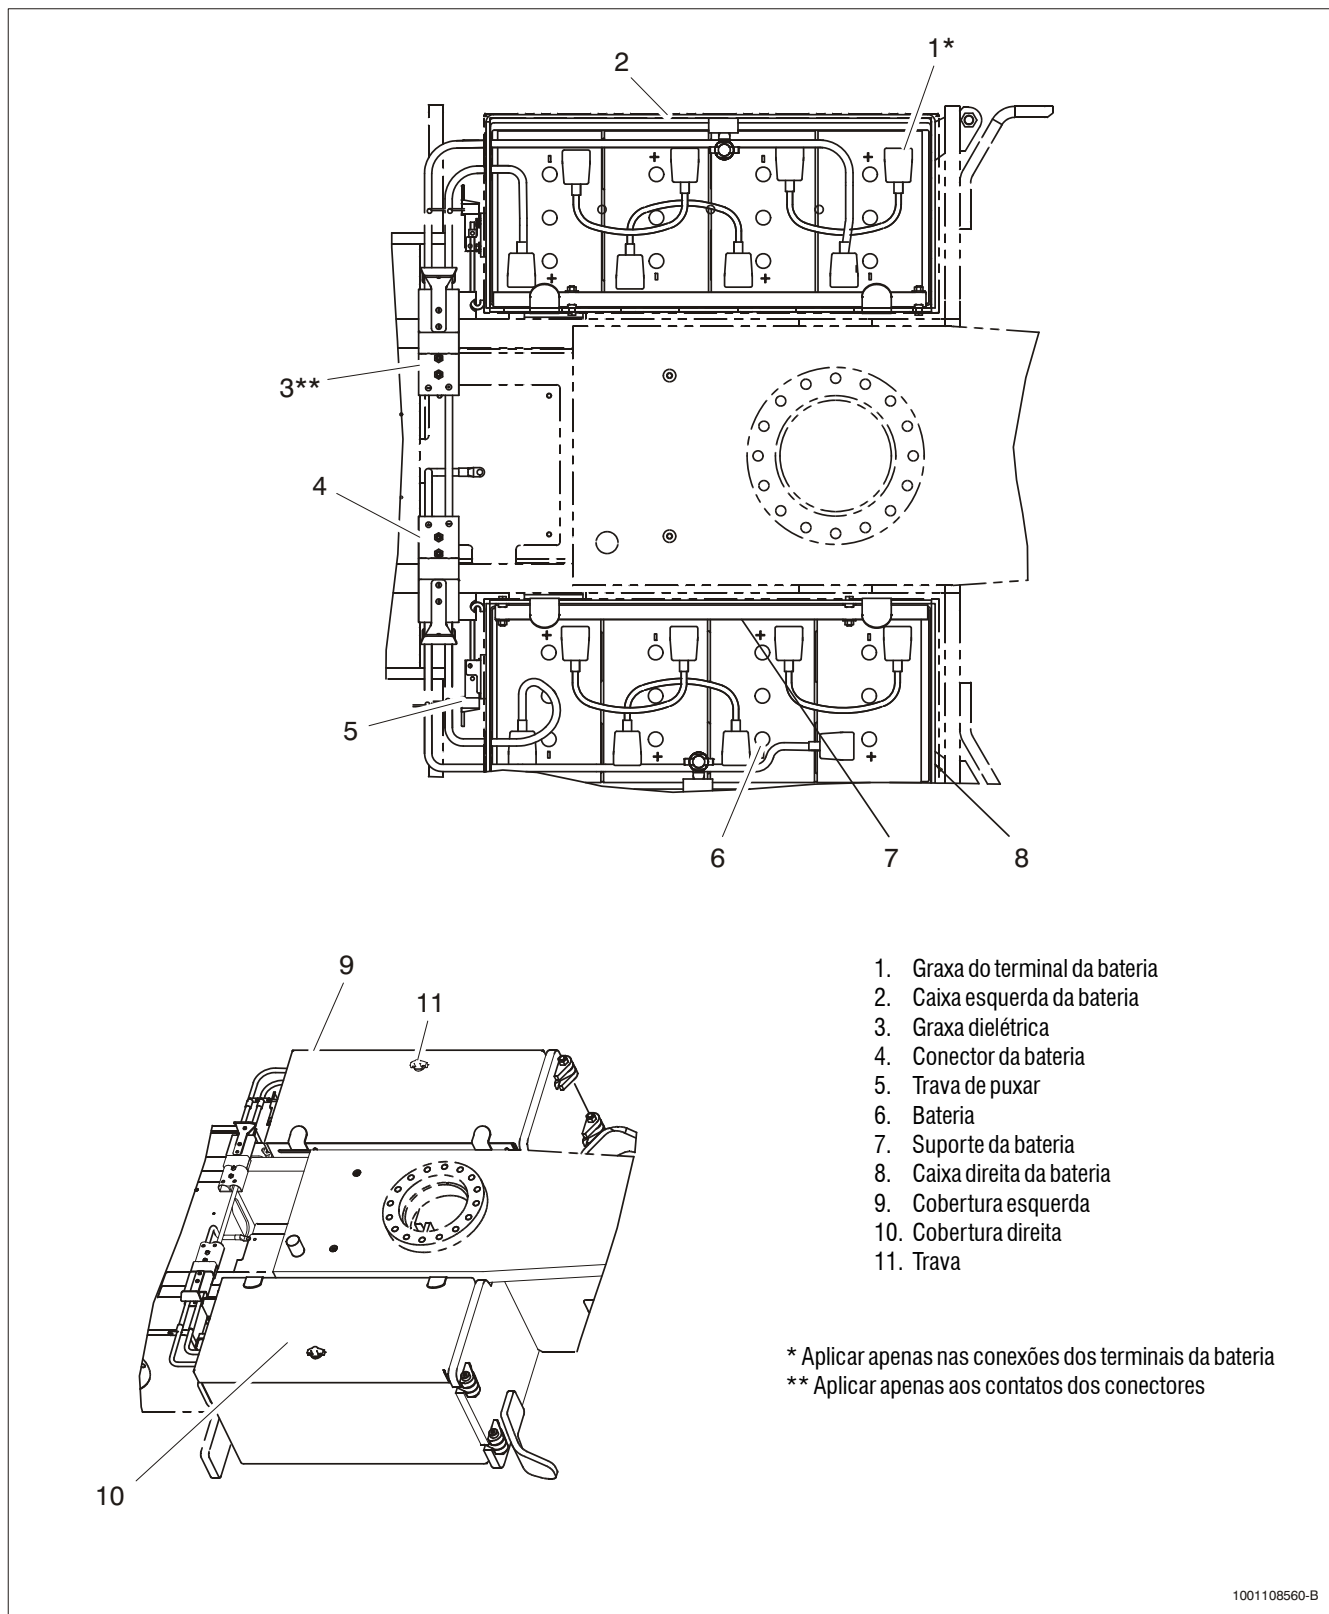 2
1*
3**
4
5
6
7
8
9
11
10
1. Graxa do terminal da bateria
2. Caixa esquerda da bateria
3. Graxa dielétrica
4. Conector da bateria
5. Trava de puxar
6. Bateria
7. Suporte da bateria
8. Caixa direita da bateria
9. Cobertura esquerda
10. Cobertura direita
11. Trava
* Aplicar apenas nas conexões dos terminais da bateria
** Aplicar apenas aos contatos dos conectores
1001108560-B